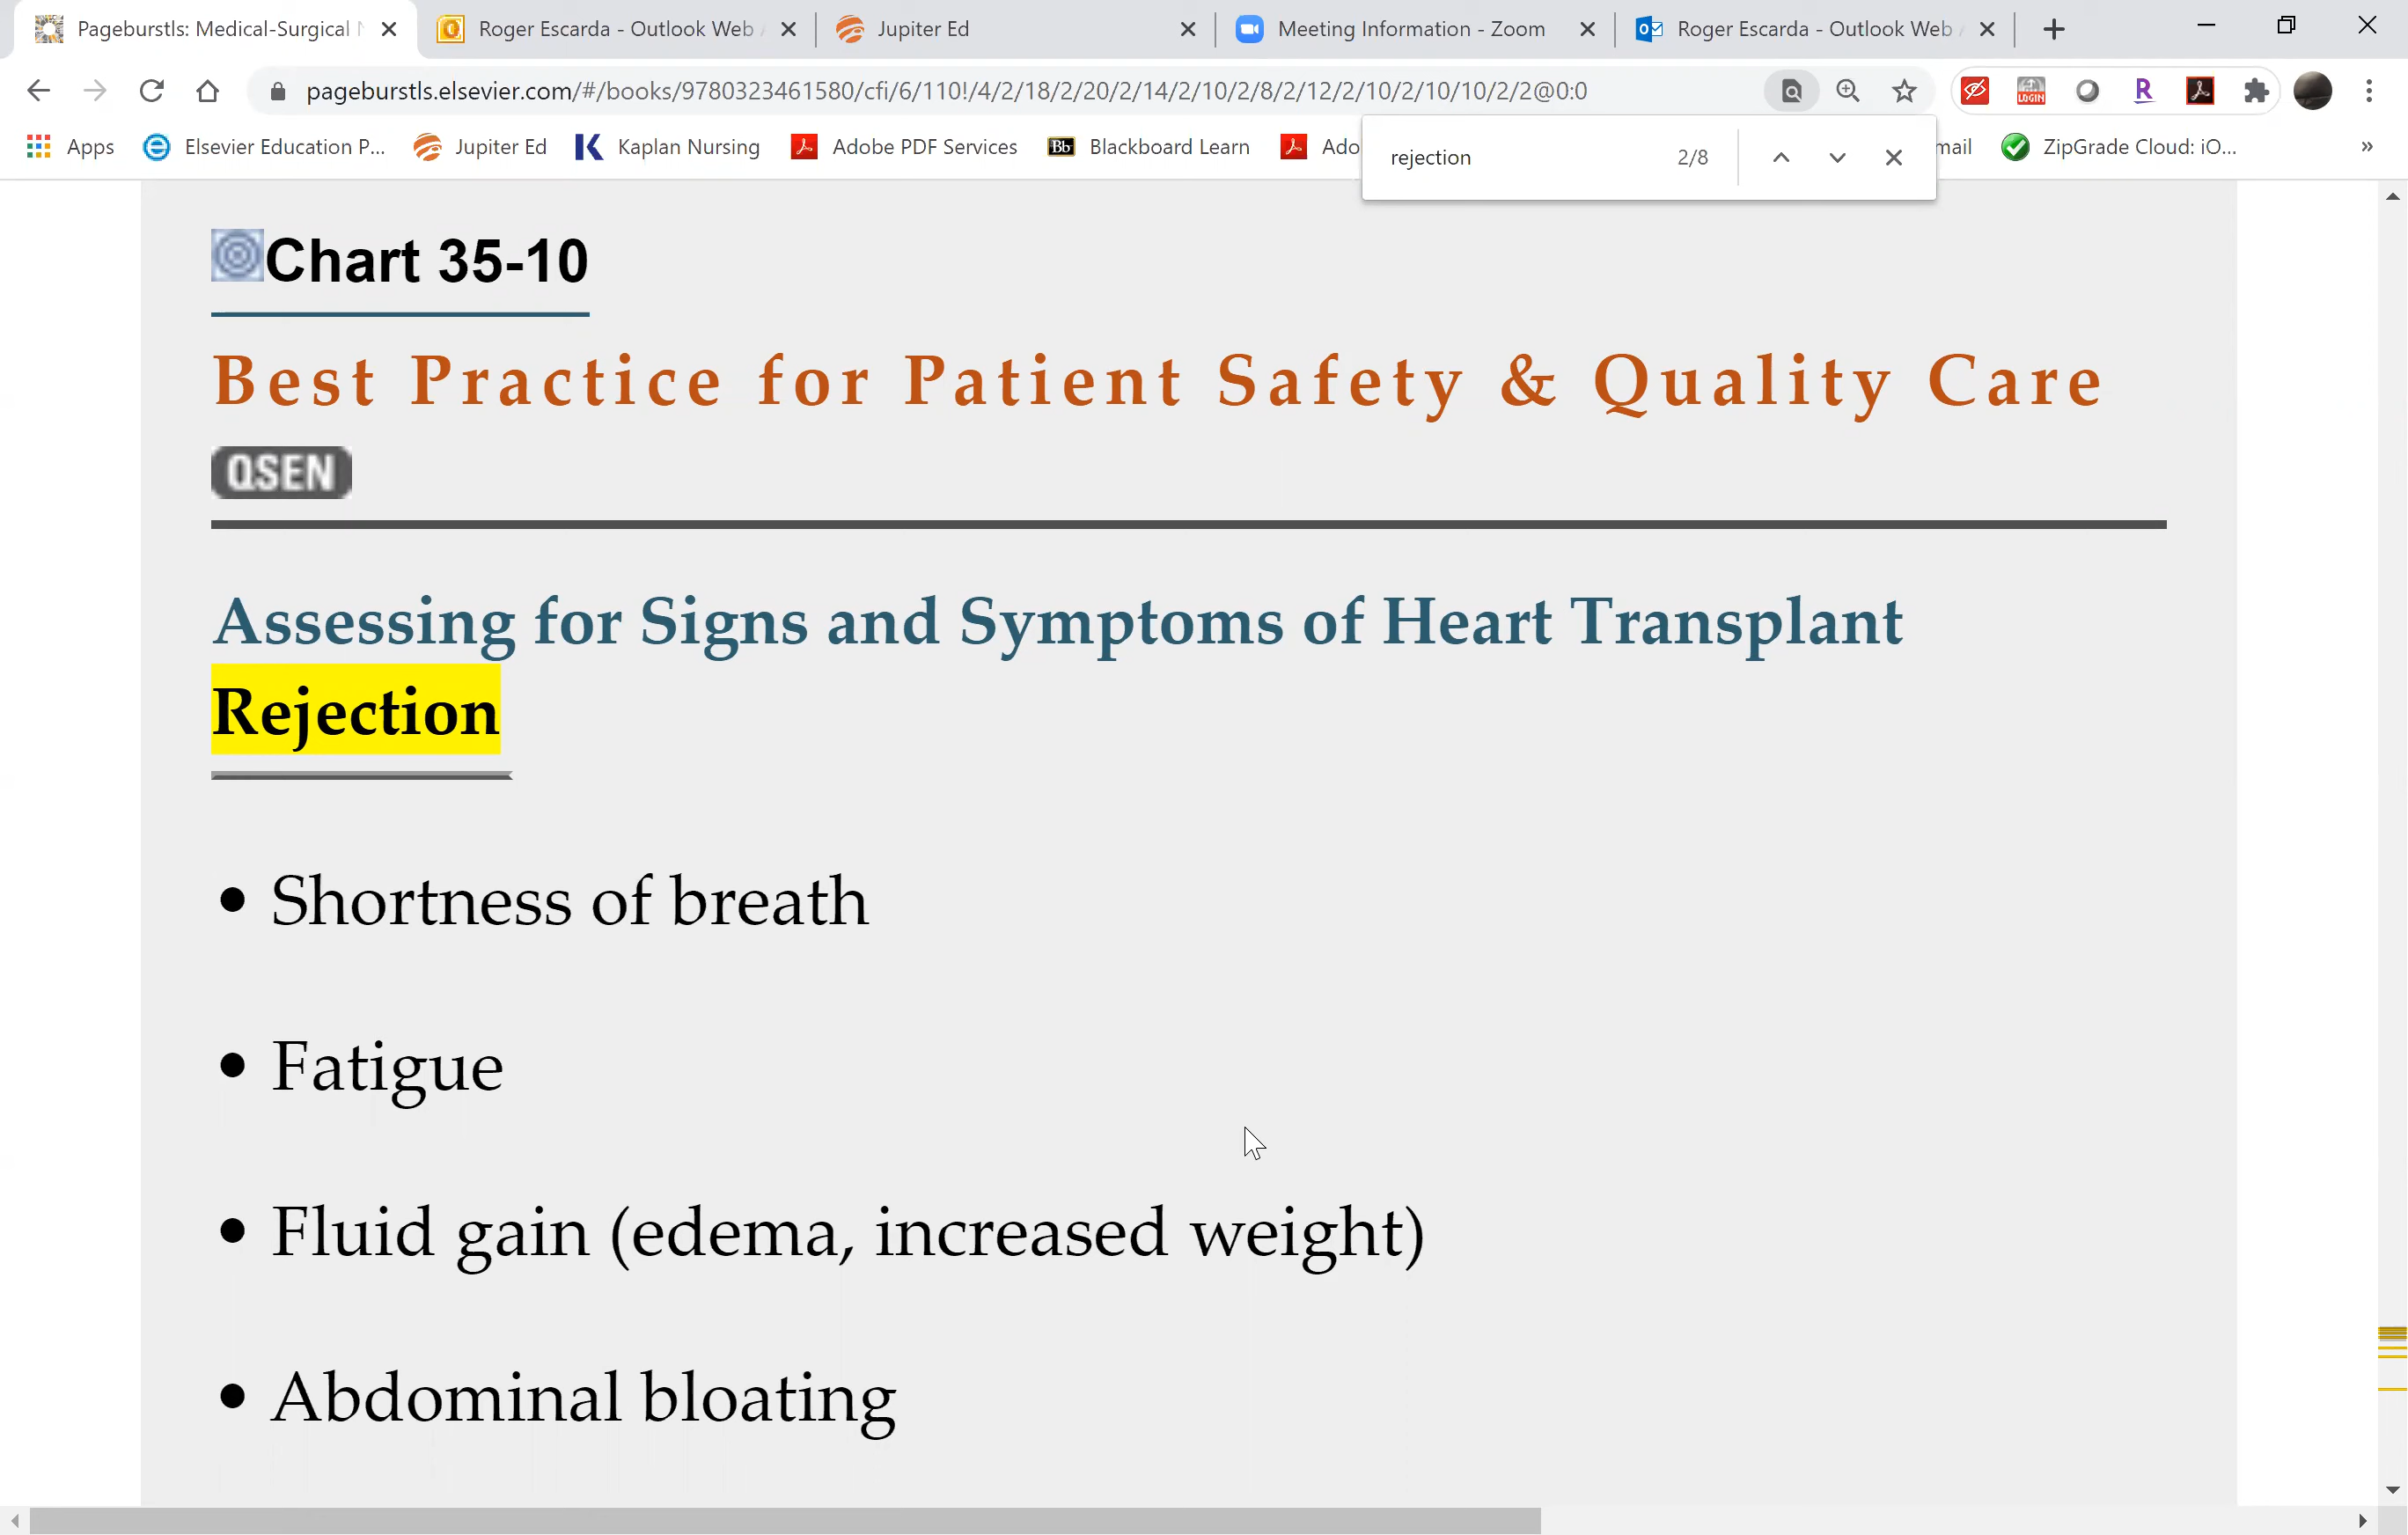 Pageburstls: Medical-Surgical
Roger Escarda - Outlook Web
Jupiter Ed
Meeting Information - Zoom
Roger Escarda - Outlook Web
pageburstls.elsevier.com/#/books/9780323461580/cfi/6/110!/4/2/18/2/20/2/14/2/10/2/8/2/12/2/10/2/10/10/2/2@0:0
LOGIN
R
Apps
Elsevier Education P...
Jupiter Ed
Kaplan Nursing
Adobe PDF Services
Bb
Blackboard Learn
Ado
rejection
2/8
mail
ZipGrade Cloud: iO...
»
Chart 35-10
Best Practice for Patient Safety & Quality Care
QSEN
Assessing for Signs and Symptoms of Heart Transplant
Rejection
• Shortness of breath
• Fatigue
• Fluid gain (edema, increased weight)
• Abdominal bloating